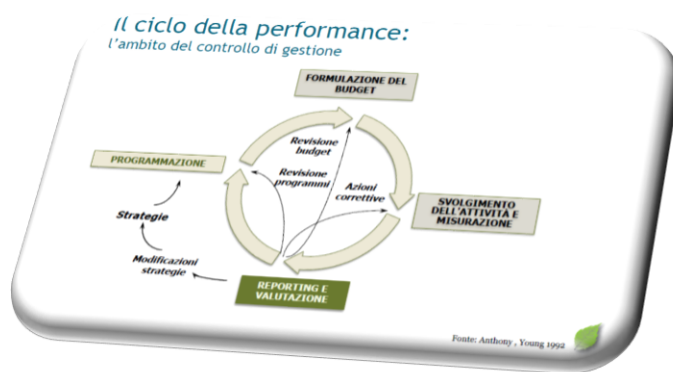 Il ciclo della performance:
l'ambito del controllo di gestione
FORMULAZIONE DEL
BUDGET
Revisione
budget
PROGRAMMAZIONE
Revisione
programmi
Azioni
correttive
SVOLGIMENTO
DELL'ATTIVITÀ E
MISURAZIONE
Strategie
Modificazioni
strategie
REPORTING E
VALUTAZIONE
Fonte: Anthony , Young 1992